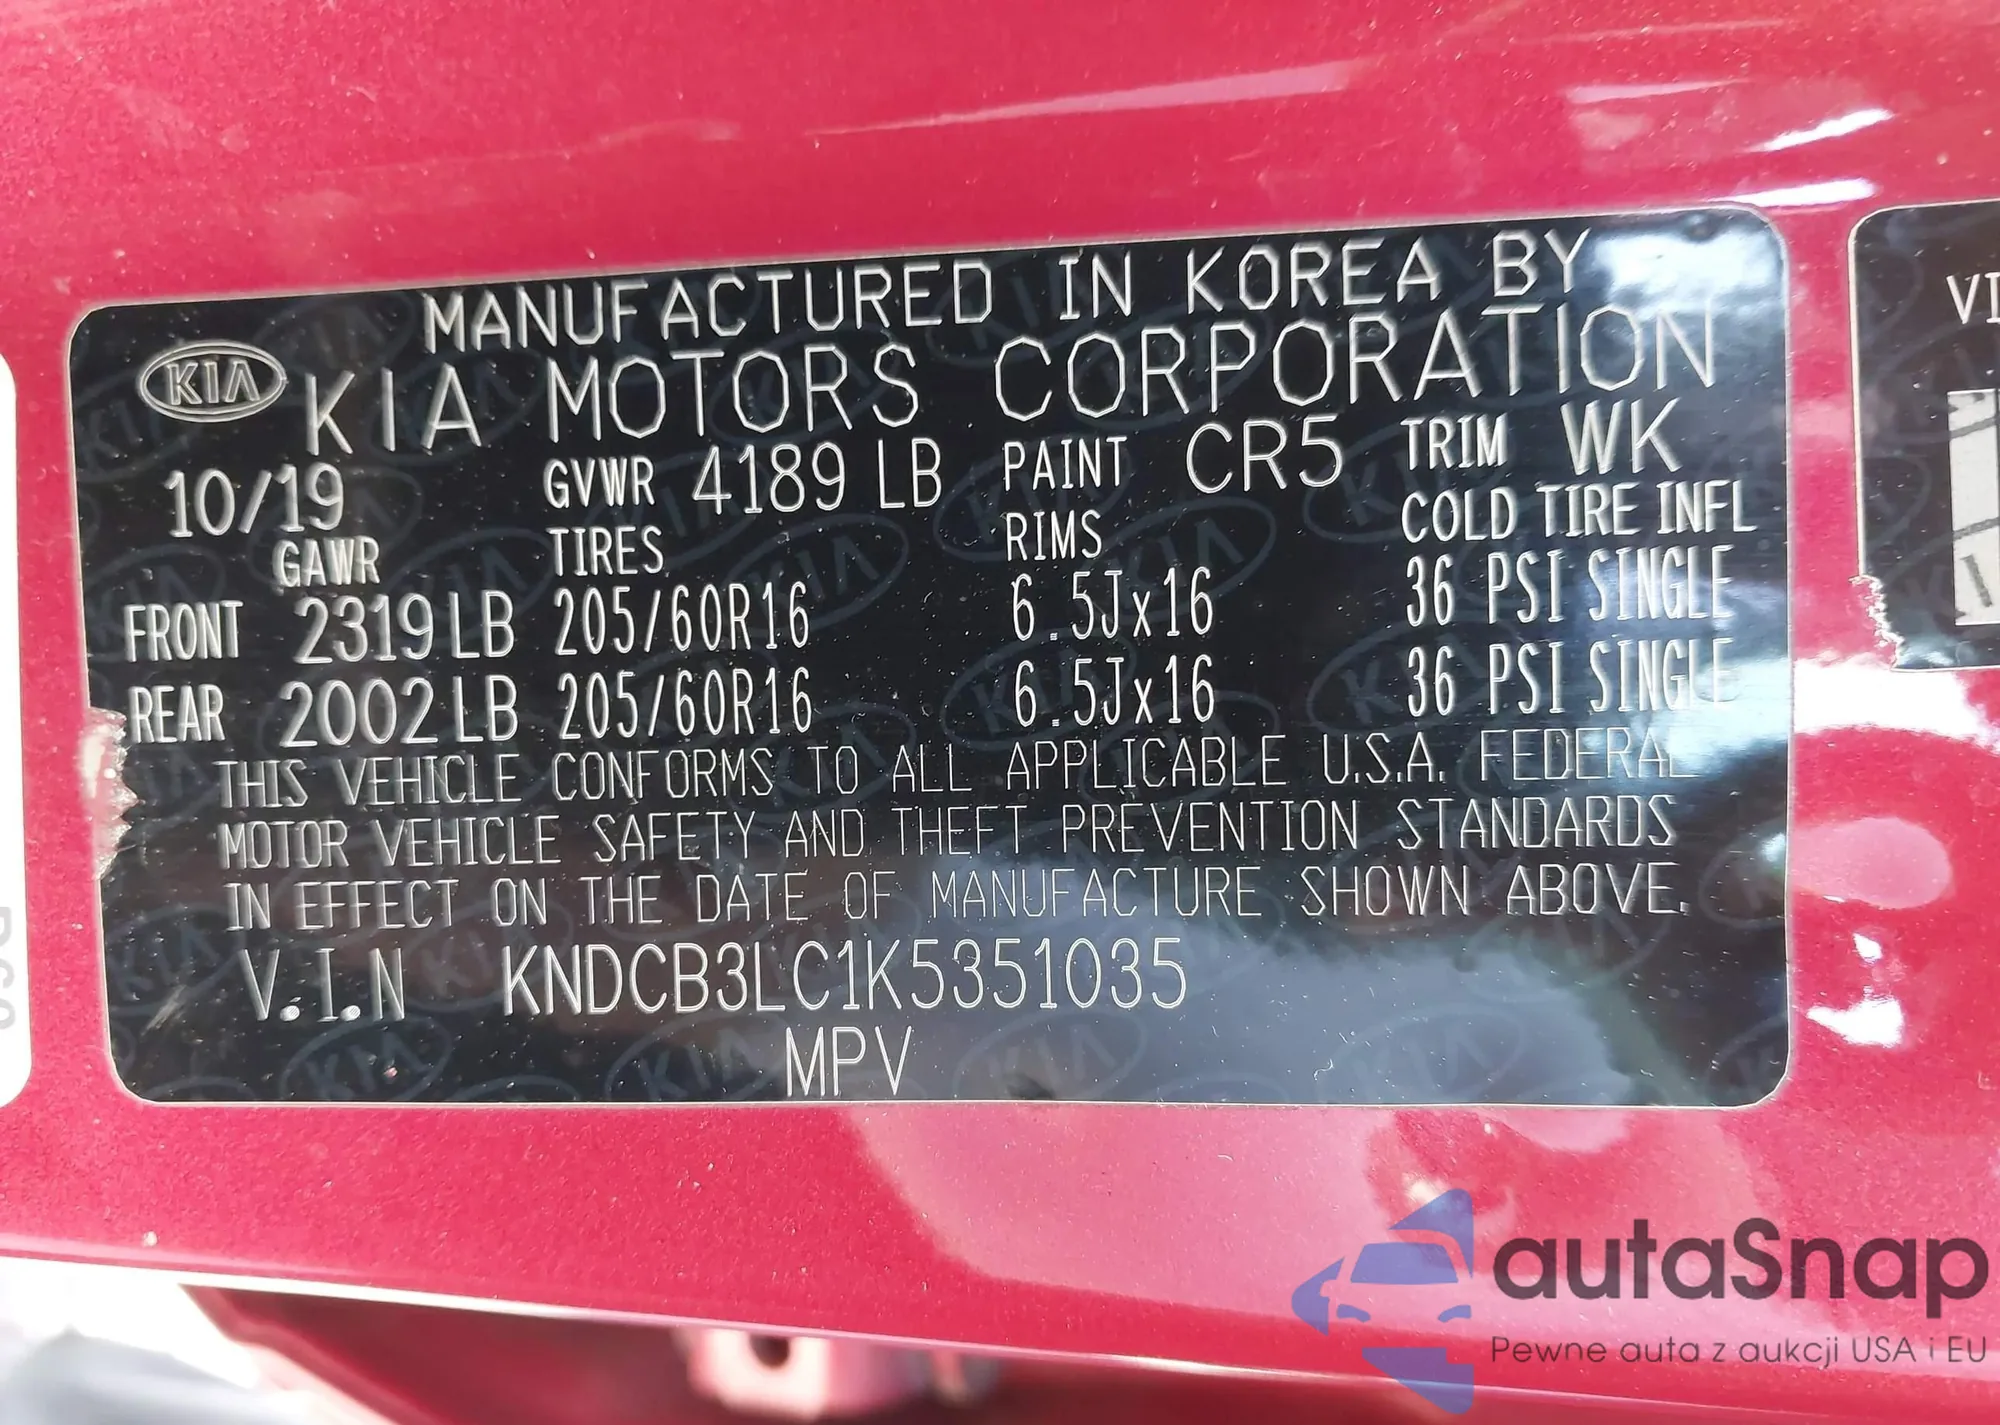 MANUFACTURED IN KOREA BY
KIA KIA MOTORS CORPORATION
10/19 GVWR 4189 LB PAINT CR5 TRIM WK
GAWR TIRES RIMS COLD TIRE INFL
FRONT 2319 LB 205/60R16 6.5Jx16 36 PSI SINGLE
REAR 2002 LB 205/60R16 6.5Jx16 36 PSI SINGLE
THIS VEHICLE CONFORMS TO ALL APPLICABLE U.S.A. FEDERAL
MOTOR VEHICLE SAFETY AND THEFT PREVENTION STANDARDS
IN EFFECT ON THE DATE OF MANUFACTURE SHOWN ABOVE.
V.I.N KNDCB3LC1K5351035
MPV
VI
autaSnap
Pewne auta z aukcji USA i EU